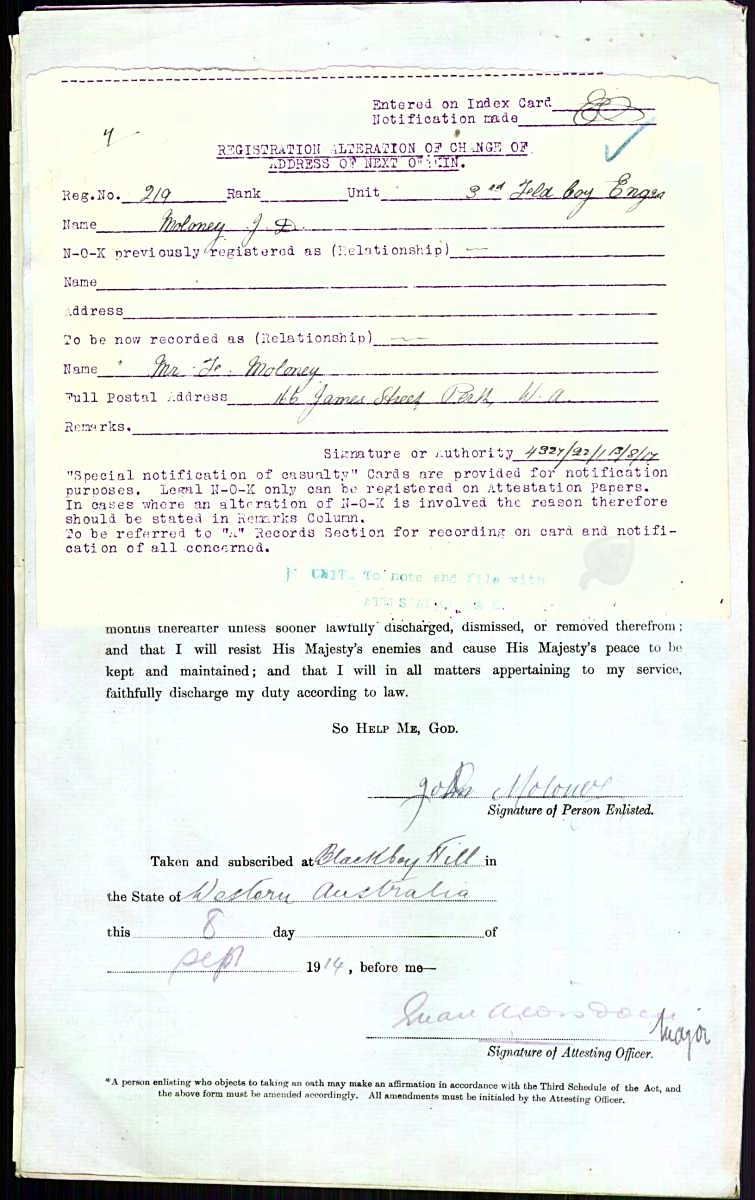 Entered on Index Card
Notification made
4
REGISTRATION ALTERATION OF CHANGE OF
ADDRESS OF NEXT OF KIN.
Reg.No. 219 Rank Unit 3rd Feld Coy Engrs
Name Moloney J D.
N-O-K previously registered as (Relationship) —
Name
Address
To be now recorded as (Relationship) —
Name Mr Moloney
Full Postal Address James Street, Perth, W.A.
Remarks.
Signature or Authority
"Special notification of casualty" Cards are provided for notification
purposes. Legal N-O-K only can be registered on Attestation Papers.
In cases where an alteration of N-O-K is involved the reason therefore
should be stated in Remarks Column.
To be referred to "A" Records Section for recording on card and notifi-
cation of all concerned.
UNIT. To note and file with
months thereafter unless sooner lawfully discharged, dismissed, or removed therefrom;
and that I will resist His Majesty's enemies and cause His Majesty's peace to be
kept and maintained; and that I will in all matters appertaining to my service,
faithfully discharge my duty according to law.
SO HELP ME, GOD.
John Moloney
Signature of Person Enlisted.
Taken and subscribed at Blackboy Hill in
the State of Western Australia
this 8 day of
Sept 1914, before me—
Major
Signature of Attesting Officer.
*A person enlisting who objects to taking an oath may make an affirmation in accordance with the Third Schedule of the Act, and
the above form must be amended accordingly. All amendments must be initialed by the Attesting Officer.